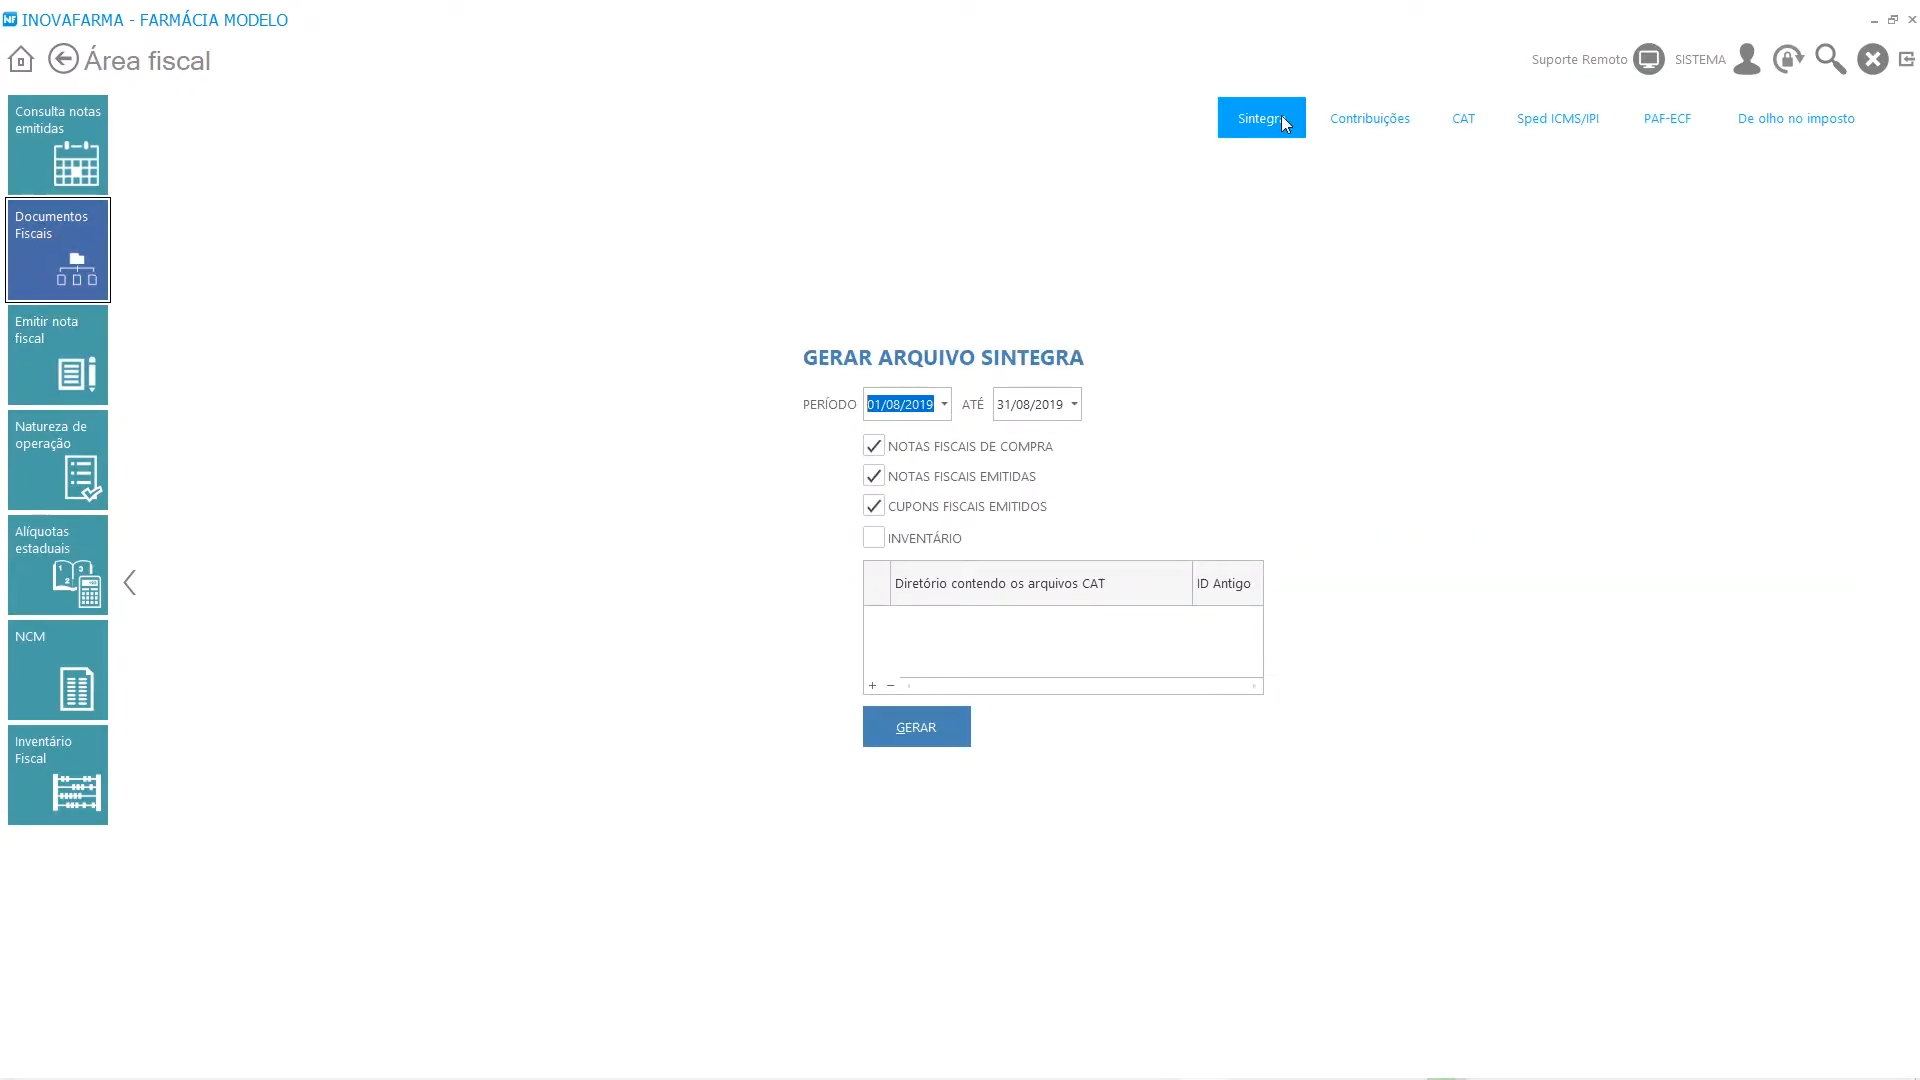 INOVAFARMA - FARMÁCIA MODELO
Área fiscal
Suporte Remoto
SISTEMA
Consulta notas
emitidas
Documentos
Fiscais
Emitir nota
fiscal
Natureza de
operação
Alíquotas
estaduais
NCM
Inventário
Fiscal
Sintegra Contribuições CAT Sped ICMS/IPI PAF-ECF De olho no imposto
GERAR ARQUIVO SINTEGRA
PERÍODO 01/08/2019 ATÉ 31/08/2019
NOTAS FISCAIS DE COMPRA
NOTAS FISCAIS EMITIDAS
CUPONS FISCAIS EMITIDOS
INVENTÁRIO
Diretório contendo os arquivos CAT ID Antigo
GERAR